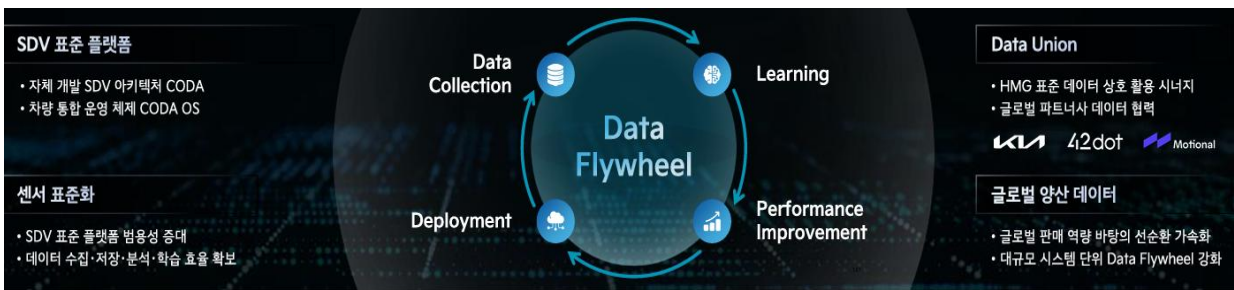 SDV 표준 플랫폼
• 자체 개발 SDV 아키텍처 CODA
• 차량 통합 운영 체제 CODA OS
센서 표준화
• SDV 표준 플랫폼 범용성 증대
• 데이터 수집·저장·분석·학습 효율 확보
Data
Collection
Learning
Data
Flywheel
Deployment
Performance
Improvement
Data Union
• HMG 표준 데이터 상호 활용 시너지
• 글로벌 파트너사 데이터 협력
KIA 42dot Motional
글로벌 양산 데이터
• 글로벌 판매 역량 바탕의 선순환 가속화
• 대규모 시스템 단위 Data Flywheel 강화